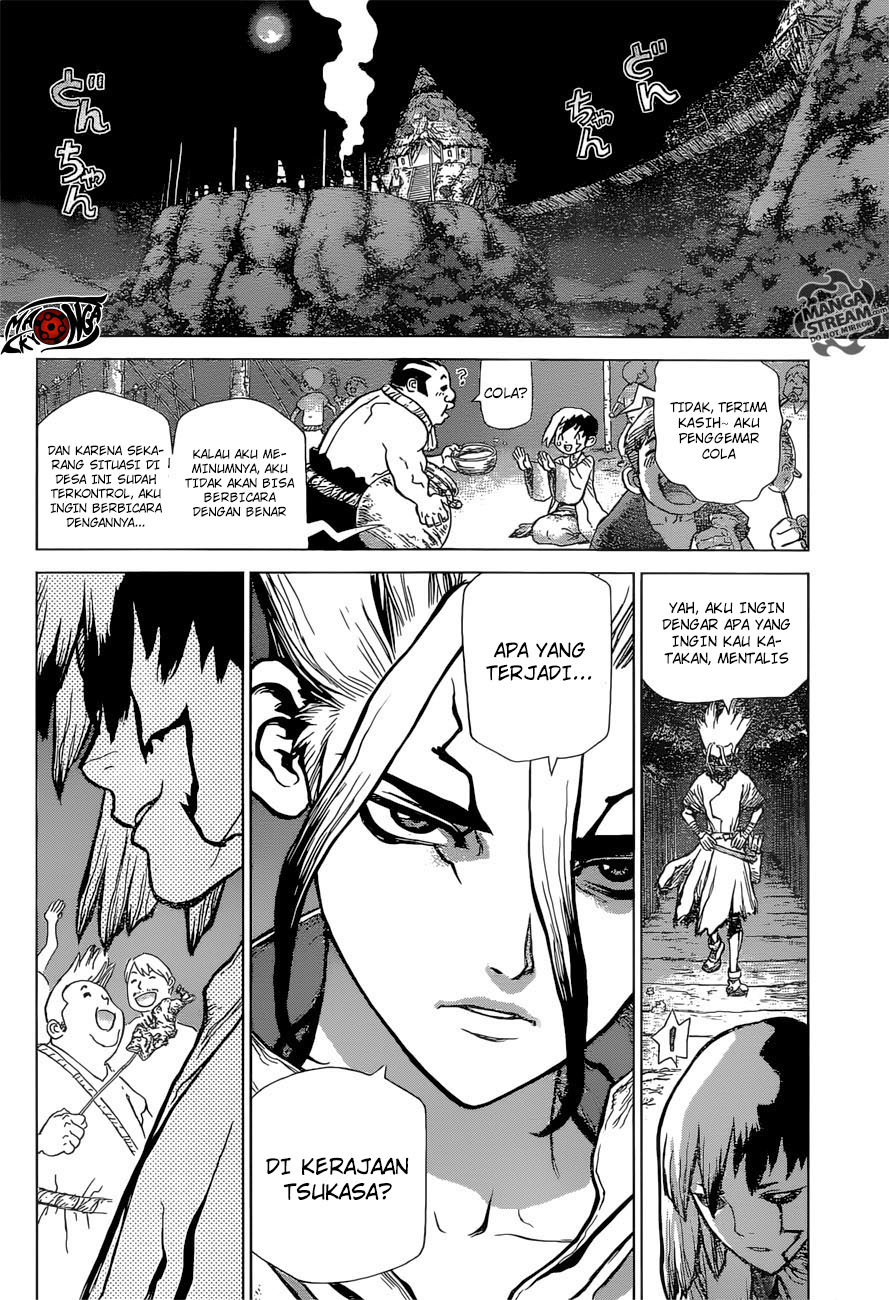 どん
ちゃん
どん
ちゃん
MANGA
STREAM
DO NOT MIRROR
TIDAK, TERIMA
KASIH~ AKU
PENGGEMAR
COLA
COLA?
?
KALAU AKU ME-
MINUMNYA, AKU
TIDAK AKAN BISA
BERBICARA
DENGAN BENAR
DAN KARENA SEKA-
RANG SITUASI DI
DESA INI SUDAH
TERKONTROL, AKU
INGIN BERBICARA
DENGANNYA...
YAH, AKU INGIN
DENGAR APA YANG
INGIN KAU KA-
TAKAN, MENTALIS
!
APA YANG
TERJADI...
DI KERAJAAN
TSUKASA?